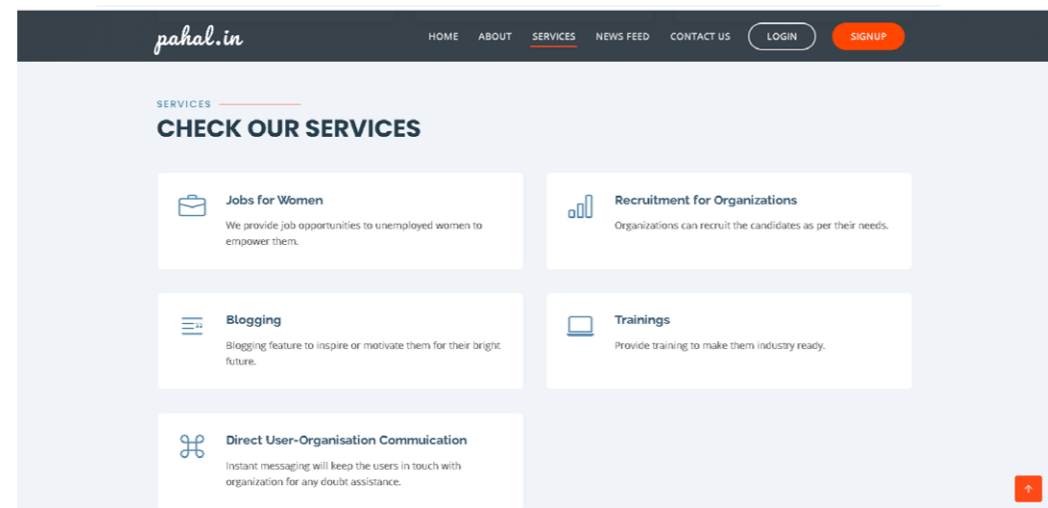 pahal.in
HOME ABOUT SERVICES NEWS FEED CONTACT US LOGIN SIGNUP
SERVICES
CHECK OUR SERVICES
Jobs for Women
We provide job opportunities to unemployed women to
empower them.
Recruitment for Organizations
Organizations can recruit the candidates as per their needs.
Blogging
Blogging feature to inspire or motivate them for their bright
future.
Trainings
Provide training to make them industry ready.
Direct User-Organisation Commuication
Instant messaging will keep the users in touch with
organization for any doubt assistance.